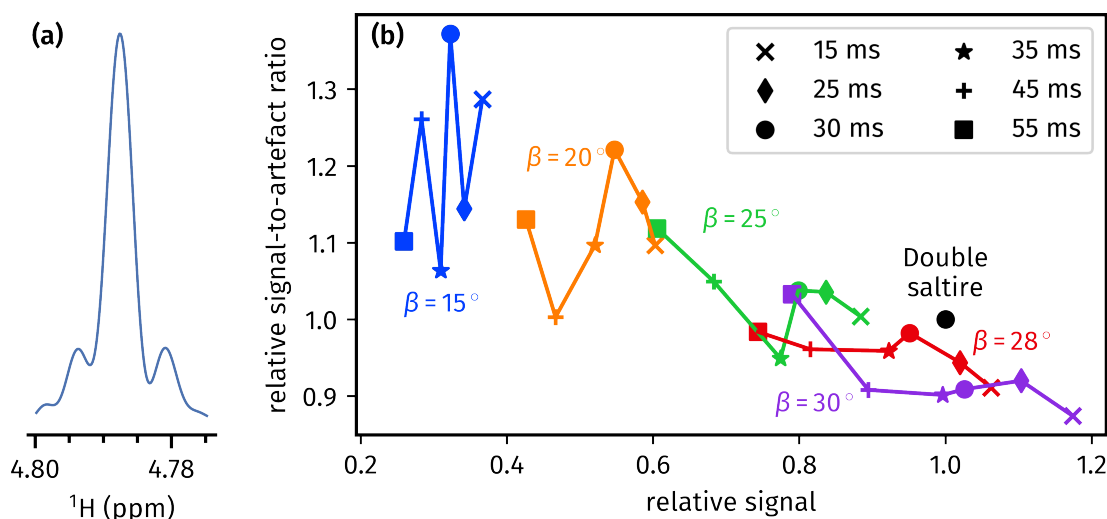 (a)
4.80
4.78
¹H (ppm)
(b)
relative signal-to-artefact ratio
1.3
1.2
1.1
1.0
0.9
0.2
0.4
0.6
0.8
1.0
1.2
relative signal
15 ms
25 ms
30 ms
35 ms
45 ms
55 ms
β = 15°
β = 20°
β = 25°
Double
saltire
β = 28°
β = 30°